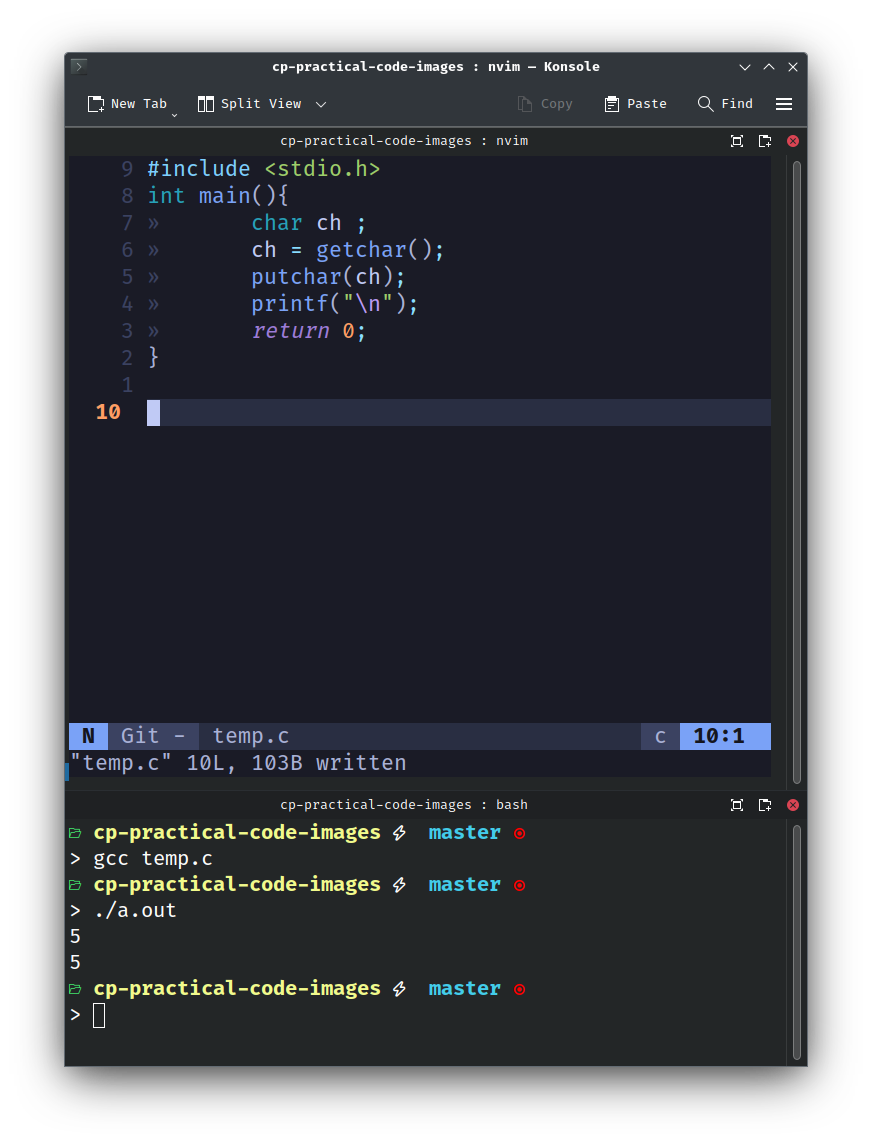 cp-practical-code-images : nvim — Konsole
New Tab Split View Copy Paste Find
cp-practical-code-images : nvim
9 #include <stdio.h>
8 int main(){
7 »       char ch ;
6 »       ch = getchar();
5 »       putchar(ch);
4 »       printf("\n");
3 »       return 0;
2 }
1
10
N Git - temp.c c 10:1
"temp.c" 10L, 103B written
cp-practical-code-images : bash
cp-practical-code-images ⚡ master
> gcc temp.c
cp-practical-code-images ⚡ master
> ./a.out
5
5
cp-practical-code-images ⚡ master
>